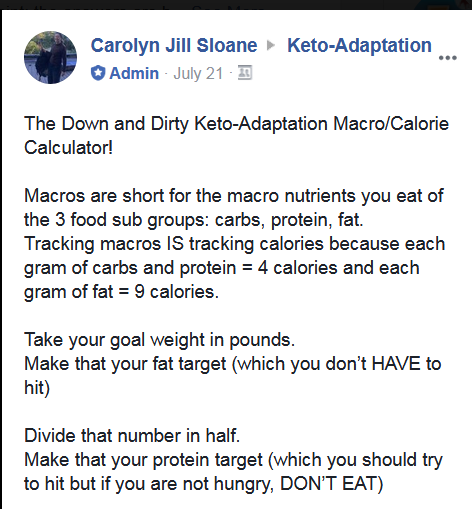 Carolyn Jill Sloane ▸ Keto-Adaptation
Admin · July 21 ·
The Down and Dirty Keto-Adaptation Macro/Calorie
Calculator!
Macros are short for the macro nutrients you eat of
the 3 food sub groups: carbs, protein, fat.
Tracking macros IS tracking calories because each
gram of carbs and protein = 4 calories and each
gram of fat = 9 calories.
Take your goal weight in pounds.
Make that your fat target (which you don’t HAVE to
hit)
Divide that number in half.
Make that your protein target (which you should try
to hit but if you are not hungry, DON’T EAT)